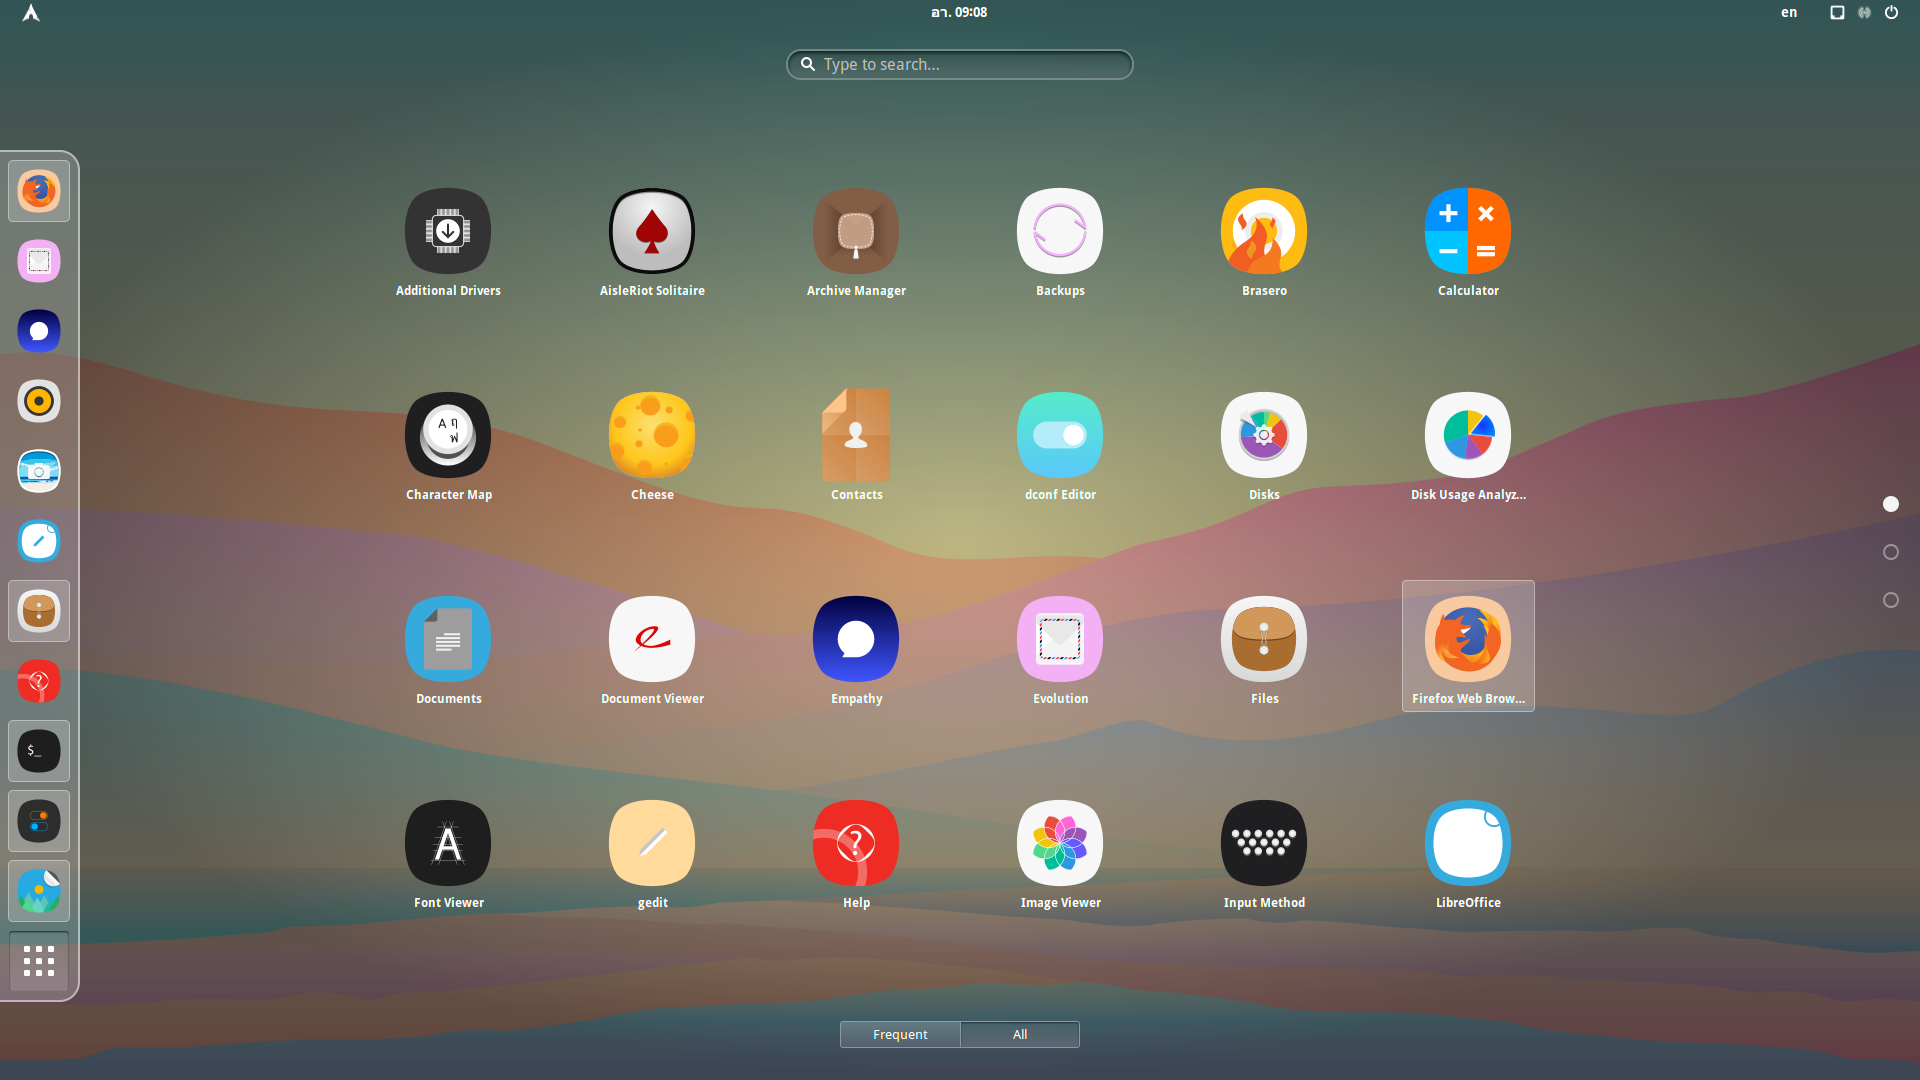 อา. 09:08
en
Type to search...
Additional Drivers
AisleRiot Solitaire
Archive Manager
Backups
Brasero
Calculator
A ฤ
ฬ
Character Map
Cheese
Contacts
dconf Editor
Disks
Disk Usage Analyz...
Documents
Document Viewer
Empathy
Evolution
Files
Firefox Web Brow...
$_
A
?
Font Viewer
gedit
Help
Image Viewer
Input Method
LibreOffice
Frequent
All